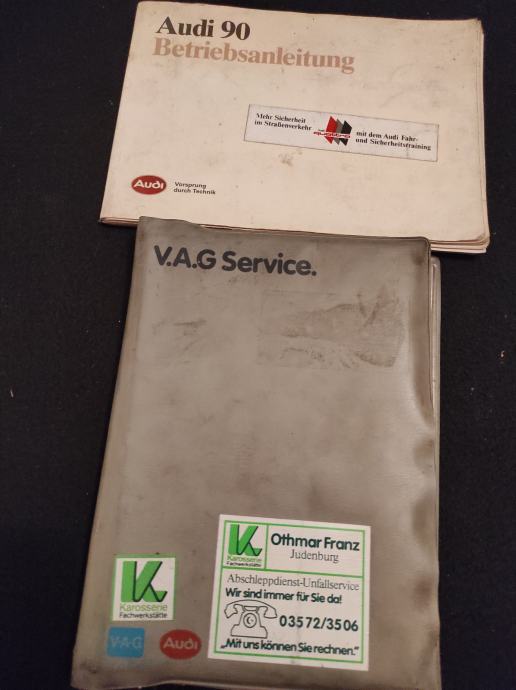 Audi 90
Betriebsanleitung
Mehr Sicherheit
im Straßenverkehr
quattro
mit dem Audi Fahr-
und Sicherheitstraining
Audi
Vorsprung
durch Technik
V.A.G Service.
K
Karosserie
Fachwerkstätte
Othmar Franz
Judenburg
Abschleppdienst-Unfallservice
Wir sind immer für Sie da!
03572/3506
„Mit uns können Sie rechnen."
K
Karosserie
Fachwerkstätte
V·A·G
Audi